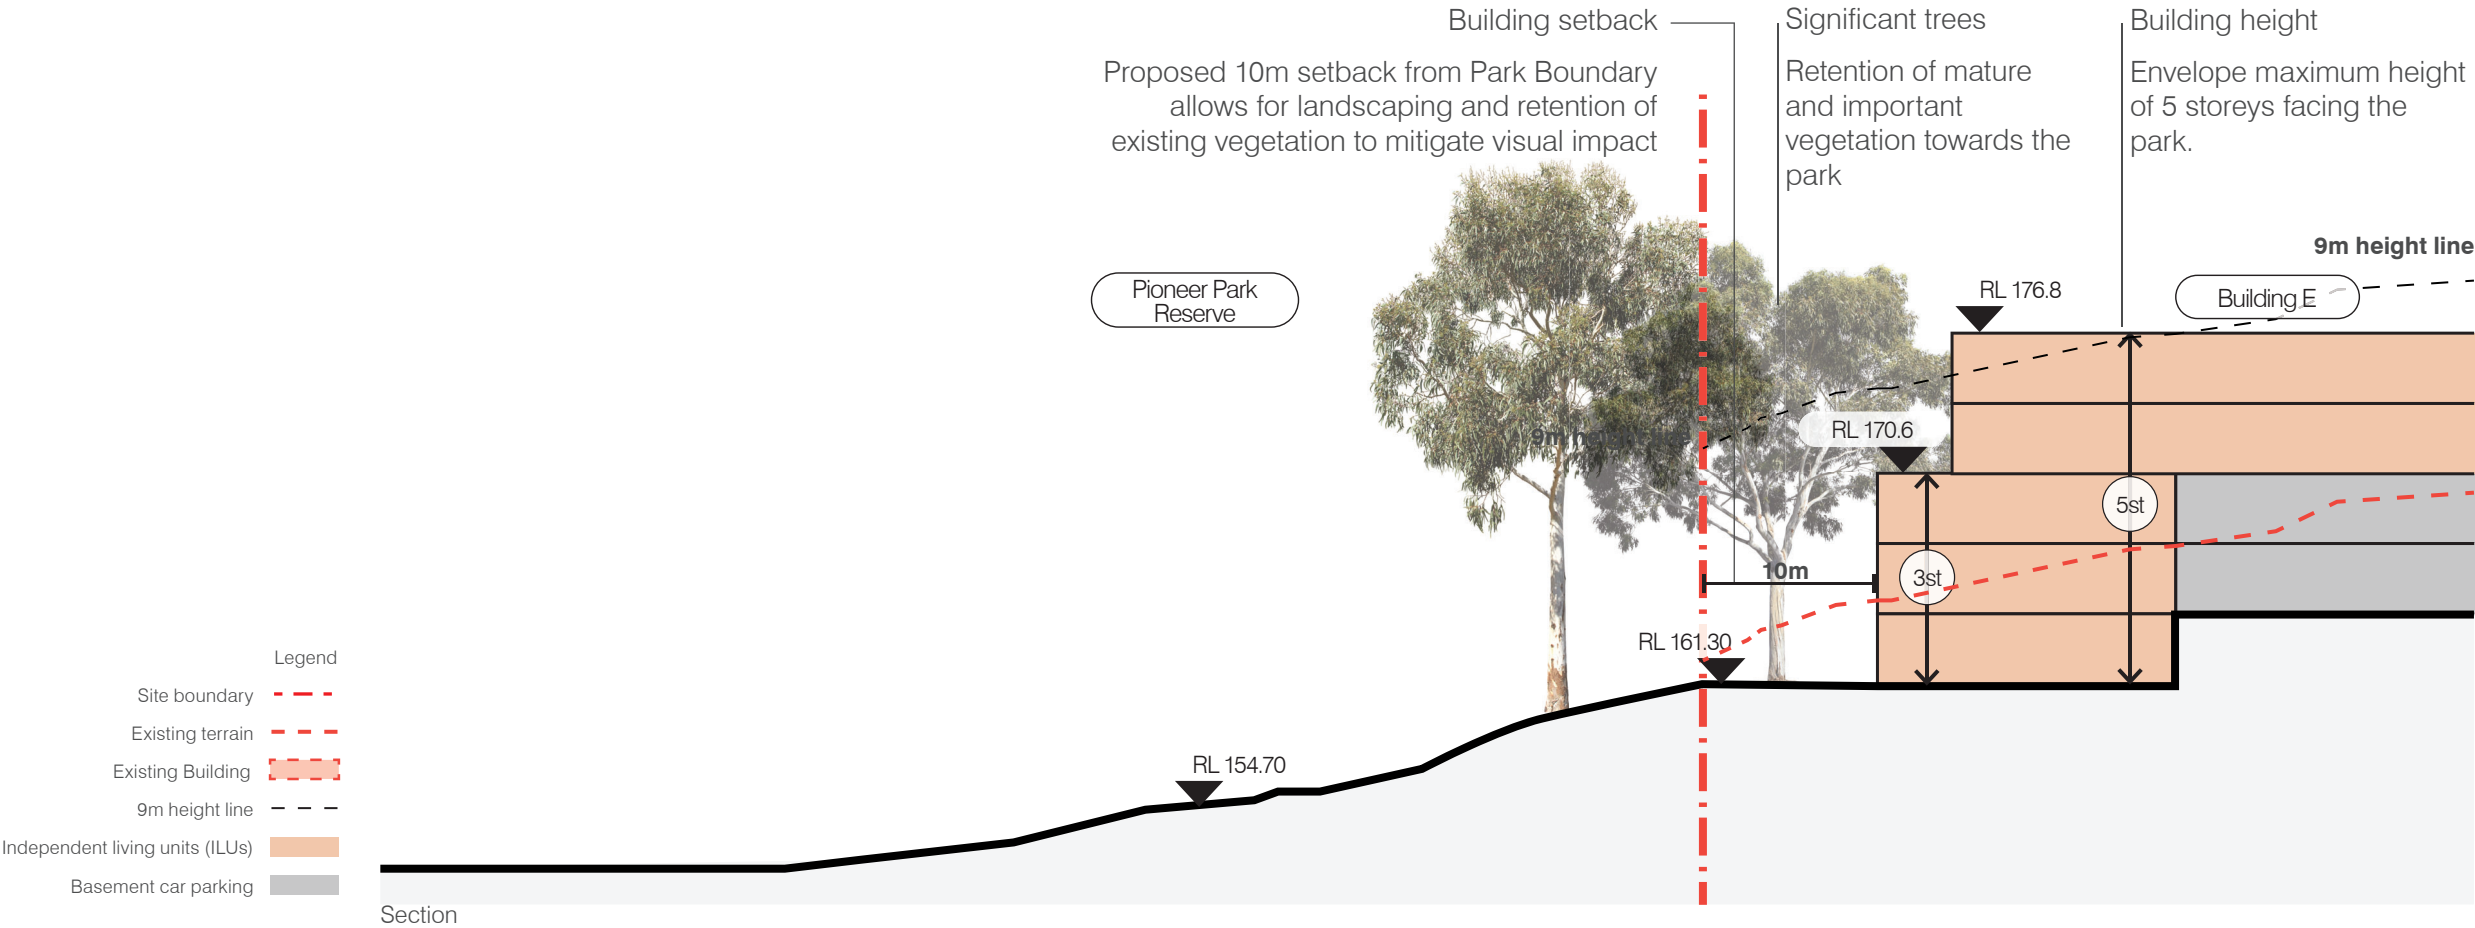 Building setback
Proposed 10m setback from Park Boundary
allows for landscaping and retention of
existing vegetation to mitigate visual impact
Significant trees
Retention of mature
and important
vegetation towards the
park
Building height
Envelope maximum height
of 5 storeys facing the
park.
9m height line
Pioneer Park
Reserve
RL 176.8
Building E
9m height line
RL 170.6
5st
10m
3st
RL 161.30
RL 154.70
Legend
Site boundary
Existing terrain
Existing Building
9m height line
Independent living units (ILUs)
Basement car parking
Section